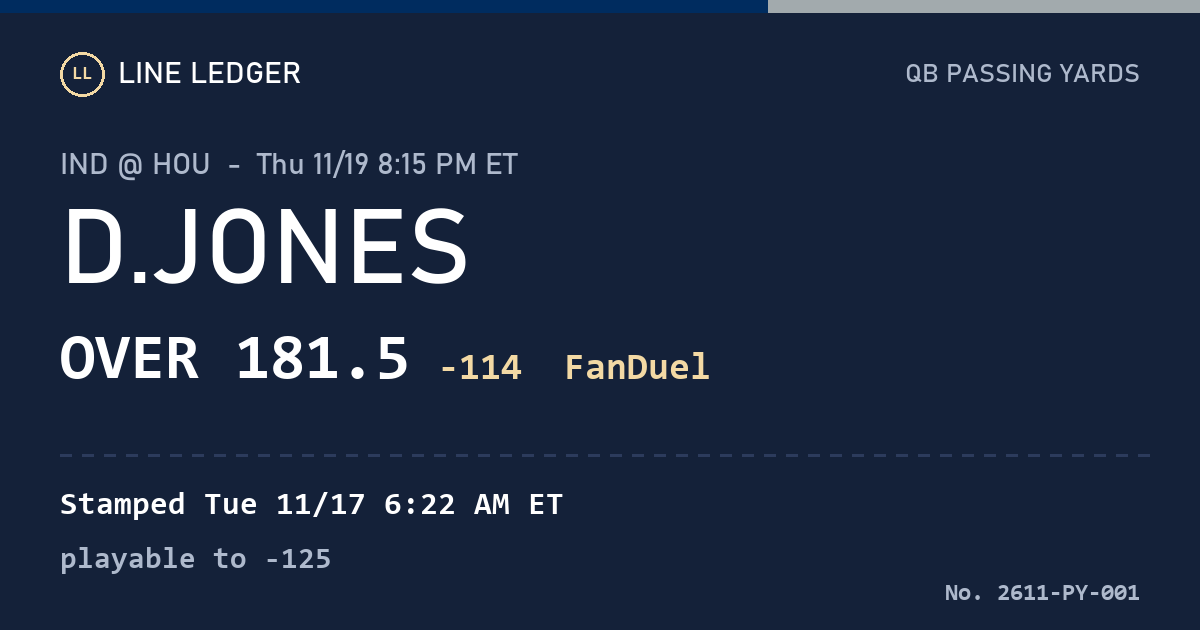 LL LINE LEDGER
QB PASSING YARDS
IND @ HOU - Thu 11/19 8:15 PM ET
D.JONES
OVER 181.5 -114 FanDuel
Stamped Tue 11/17 6:22 AM ET
playable to -125
No. 2611-PY-001